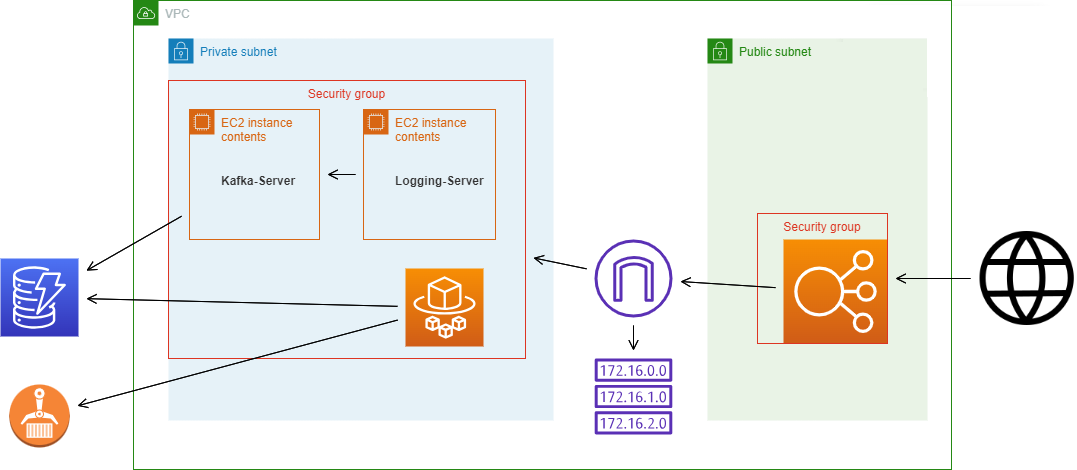 VPC
Private subnet
Public subnet
Security group
EC2 instance
contents
EC2 instance
contents
Kafka-Server
Logging-Server
Security group
172.16.0.0
172.16.1.0
172.16.2.0